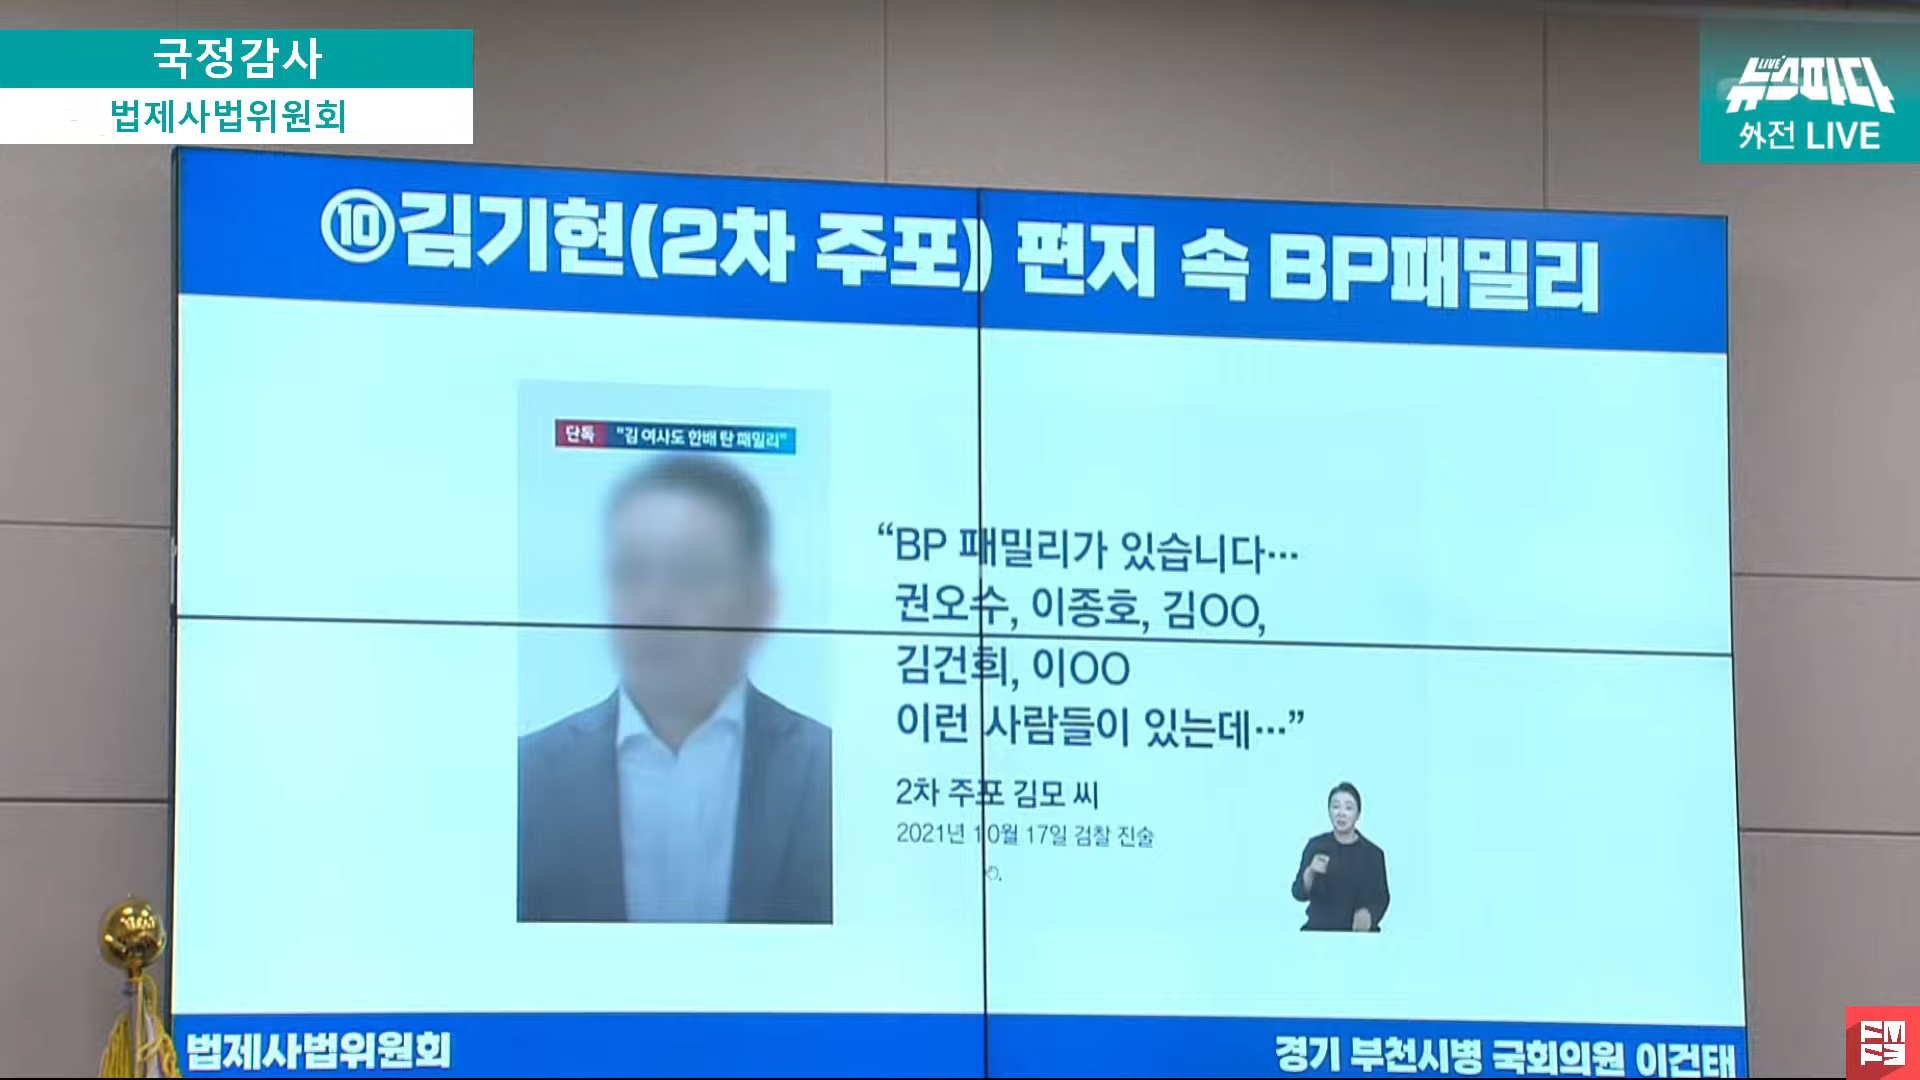 국정감사
법제사법위원회
LIVE
뉴스파다
外전 LIVE
⑩김기현(2차 주포) 편지 속 BP패밀리
단독 "김 여사도 한배 탄 패밀리"
“BP 패밀리가 있습니다…
권오수, 이종호, 김OO,
김건희, 이OO
이런 사람들이 있는데…”
2차 주포 김모 씨
2021년 10월 17일 검찰 진술
법제사법위원회
경기 부천시병 국회의원 이건태